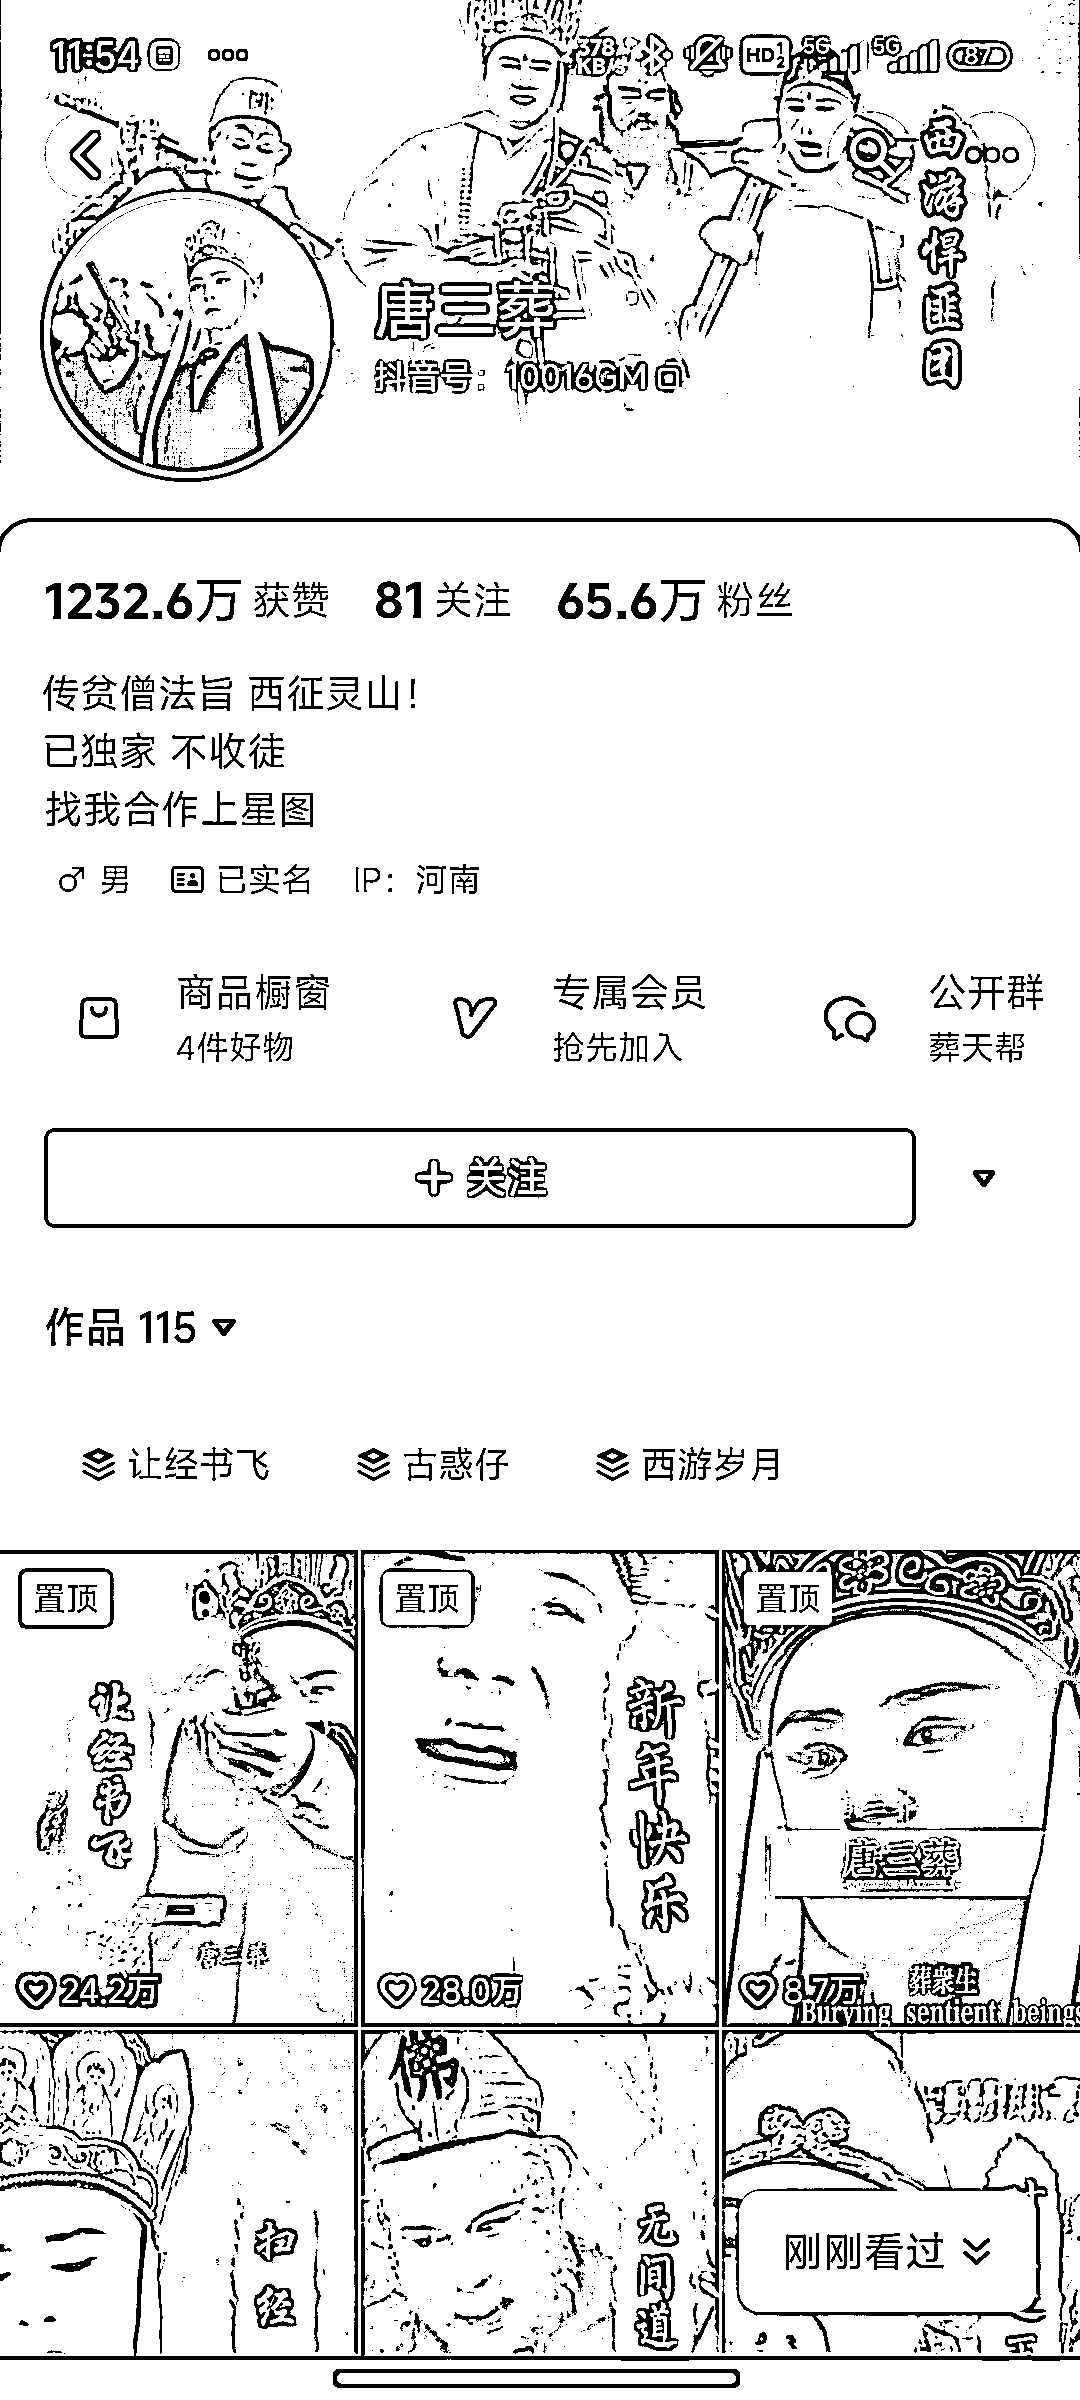 11:54
378 KB/s HD 1 2 5G 5G 87
西游悍匪团
唐三葬
抖音号：10016GM
1232.6万 获赞 81 关注 65.6万 粉丝
传贫僧法旨 西征灵山！
已独家 不收徒
找我合作上星图
♂ 男 已实名 IP：河南
商品橱窗 专属会员 公开群
4件好物 抢先加入 葬天帮
+ 关注
作品 115
让经书飞 古惑仔 西游岁月
置顶 置顶 置顶
让经书飞
新年快乐
唐三葬
唐三葬
24.2万 28.0万 8.7万
葬众生
Burying sentient beings
佛
扫经
无间道
刚刚看过